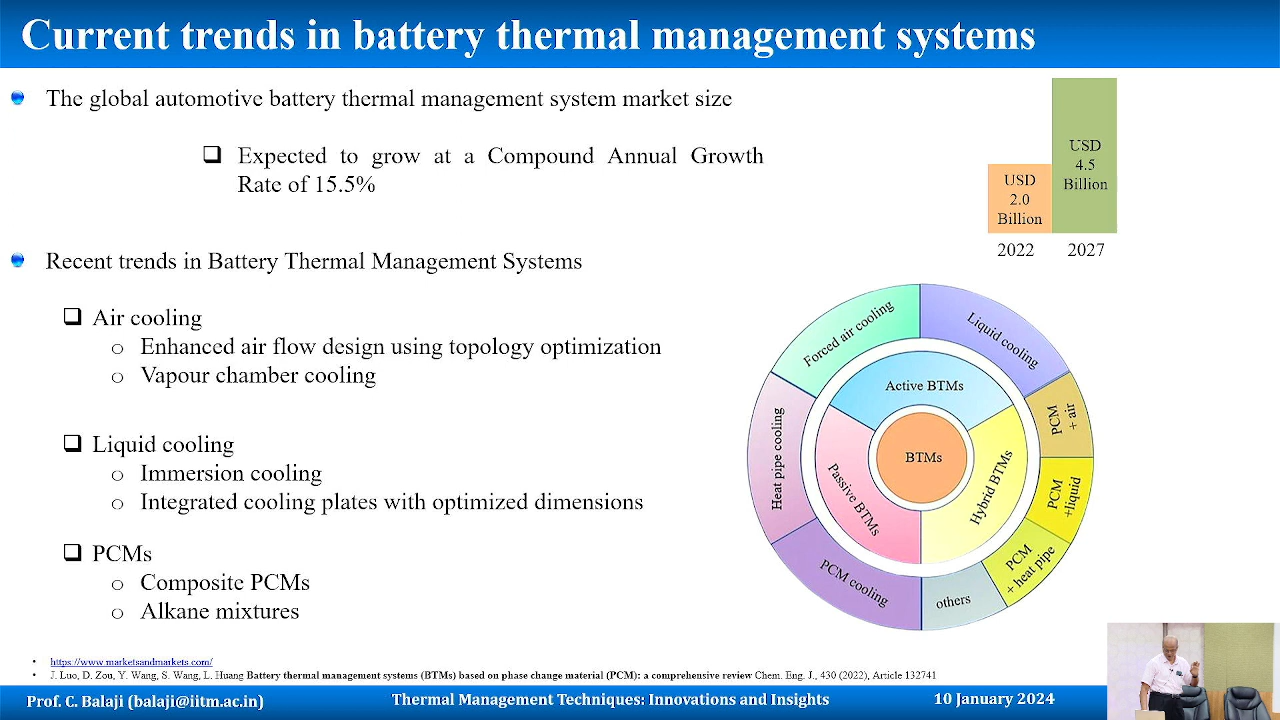 Current trends in battery thermal management systems
The global automotive battery thermal management system market size
Expected to grow at a Compound Annual Growth
Rate of 15.5%
USD
2.0
Billion
USD
4.5
Billion
2022
2027
Recent trends in Battery Thermal Management Systems
Air cooling
Enhanced air flow design using topology optimization
Vapour chamber cooling
Liquid cooling
Immersion cooling
Integrated cooling plates with optimized dimensions
PCMs
Composite PCMs
Alkane mixtures
Forced air cooling
Liquid cooling
Active BTMs
PCM
+ air
Heat pipe cooling
BTMs
Passive BTMs
Hybrid BTMs
PCM
+liquid
PCM
+ heat pipe
PCM cooling
others
https://www.marketsandmarkets.com/
J. Luo, D. Zou, Y. Wang, S. Wang, L. Huang Battery thermal management systems (BTMs) based on phase change material (PCM): a comprehensive review Chem. Eng. J., 430 (2022), Article 132741
Prof. C. Balaji (balaji@iitm.ac.in)
Thermal Management Techniques: Innovations and Insights
10 January 2024